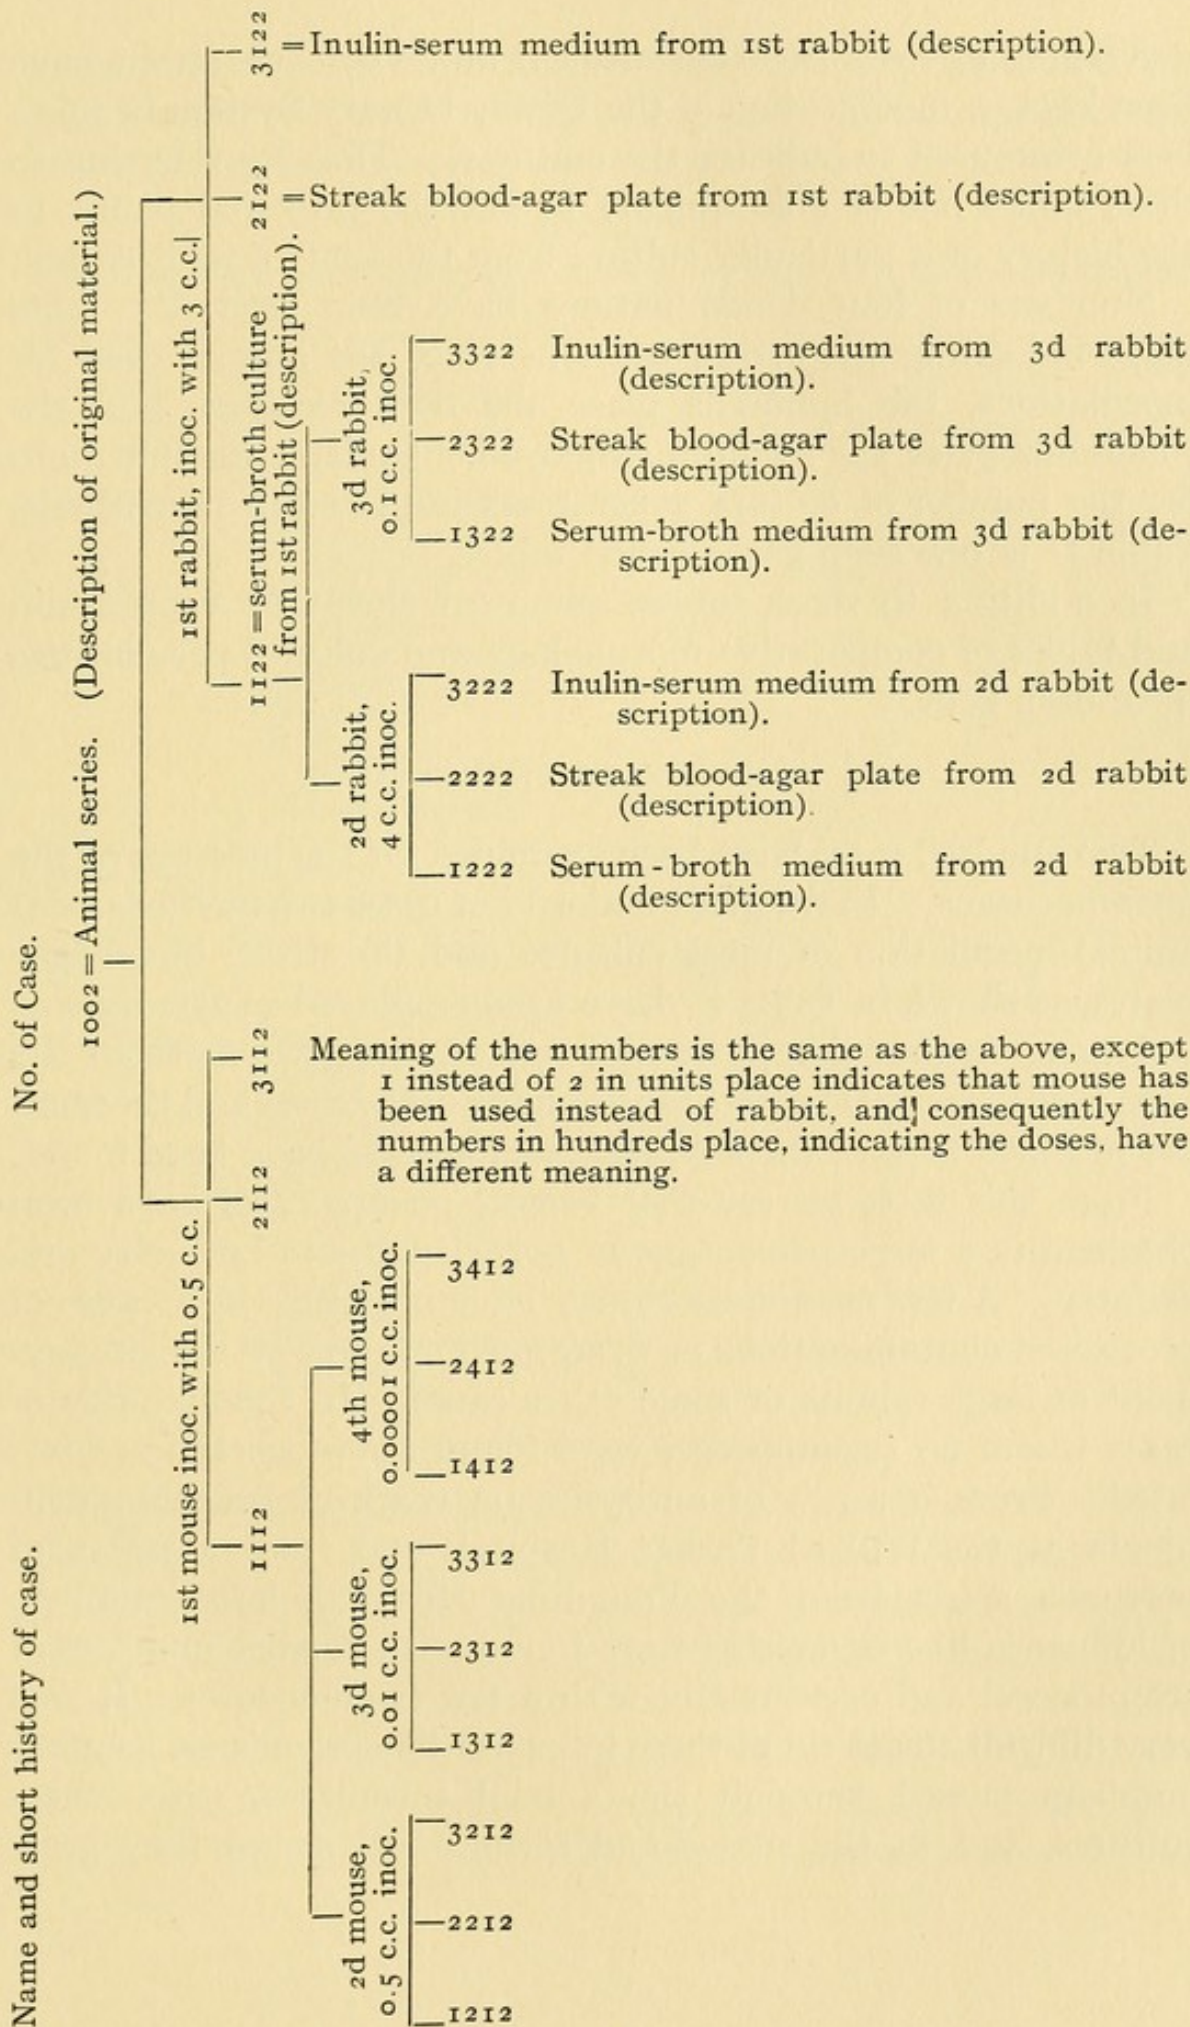 Name and short history of case.
No. of Case.
1002 = Animal series. (Description of original material.)
1st rabbit, inoc. with 3 c.c.
3122 = Inulin-serum medium from 1st rabbit (description).
2122 = Streak blood-agar plate from 1st rabbit (description).
1122 = serum-broth culture
from 1st rabbit (description).
3d rabbit,
0.1 c.c. inoc.
3322 Inulin-serum medium from 3d rabbit
(description).
2322 Streak blood-agar plate from 3d rabbit
(description).
1322 Serum-broth medium from 3d rabbit (de-
scription).
2d rabbit,
4 c.c. inoc.
3222 Inulin-serum medium from 2d rabbit (de-
scription).
2222 Streak blood-agar plate from 2d rabbit
(description).
1222 Serum-broth medium from 2d rabbit
(description).
1st mouse inoc. with 0.5 c.c.
3112
Meaning of the numbers is the same as the above, except
1 instead of 2 in units place indicates that mouse has
been used instead of rabbit, and consequently the
numbers in hundreds place, indicating the doses, have
a different meaning.
2112
1112
4th mouse,
0.00001 c.c. inoc.
3412
2412
1412
3d mouse,
0.01 c.c. inoc.
3312
2312
1312
2d mouse,
0.5 c.c. inoc.
3212
2212
1212